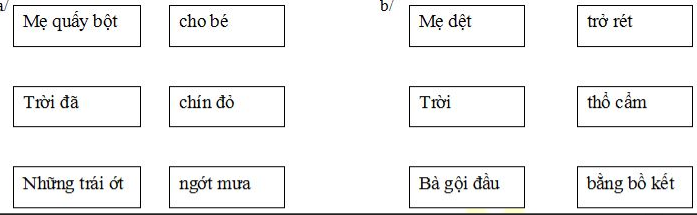 a/ b/
Mẹ quấy bột cho bé Mẹ dệt trở rét
Trời đã chín đỏ Trời thổ cẩm
Những trái ớt ngớt mưa Bà gội đầu bằng bồ kết